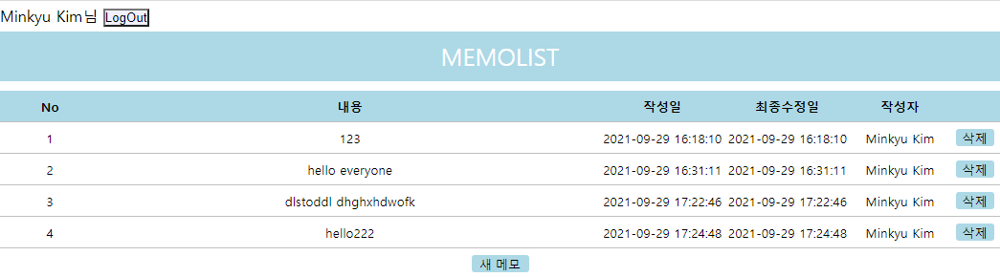 Minkyu Kim님 LogOut
MEMOLIST
No 내용 작성일 최종수정일 작성자
1 123 2021-09-29 16:18:10 2021-09-29 16:18:10 Minkyu Kim 삭제
2 hello everyone 2021-09-29 16:31:11 2021-09-29 16:31:11 Minkyu Kim 삭제
3 dlstoddl dhghxhdwofk 2021-09-29 17:22:46 2021-09-29 17:22:46 Minkyu Kim 삭제
4 hello222 2021-09-29 17:24:48 2021-09-29 17:24:48 Minkyu Kim 삭제
새 메모